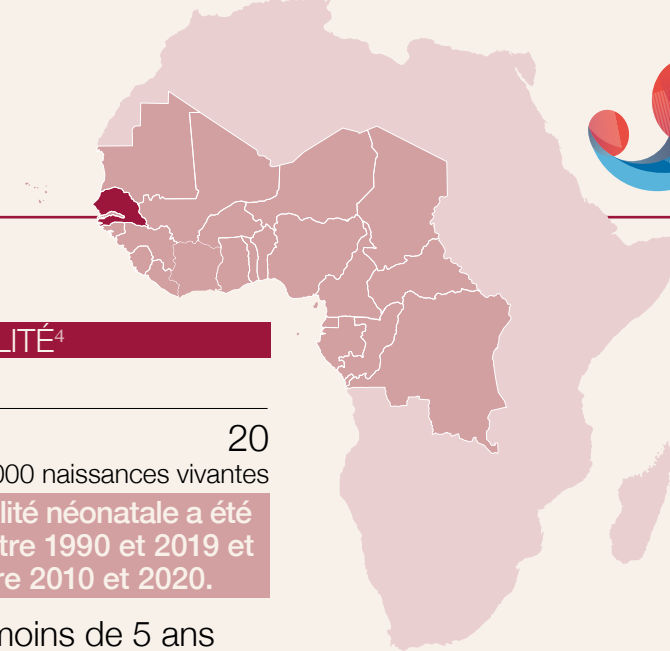 LITÉ⁴
20
000 naissances vivantes
lité néonatale a été
tre 1990 et 2019 et
re 2010 et 2020.
moins de 5 ans